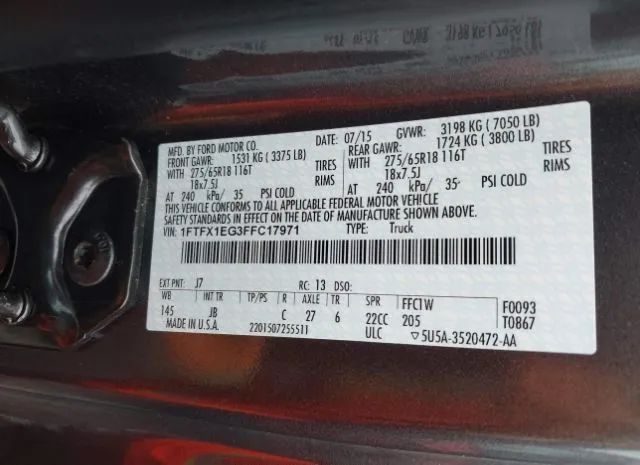 MFD. BY FORD MOTOR CO.
DATE: 07/15 GVWR: 3198 KG ( 7050 LB)
FRONT GAWR: 1531 KG ( 3375 LB)
REAR GAWR: 1724 KG ( 3800 LB)
WITH 275/65R18 116T TIRES
WITH 275/65R18 116T TIRES
18x7.5J RIMS
18x7.5J RIMS
AT 240 kPa/ 35 PSI COLD
AT 240 kPa/ 35 PSI COLD
THIS VEHICLE CONFORMS TO ALL APPLICABLE FEDERAL MOTOR VEHICLE
SAFETY STANDARDS IN EFFECT ON THE DATE OF MANUFACTURE SHOWN ABOVE.
VIN: 1FTFX1EG3FFC17971 TYPE: Truck
EXT PNT: J7 RC: 13 DSO:
WB INT TR TP/PS R AXLE TR SPR FFC1W F0093
145 JB C 27 6 22CC 205 T0867
MADE IN U.S.A. 2201507255511 ULC ▽5U5A-3520472-AA